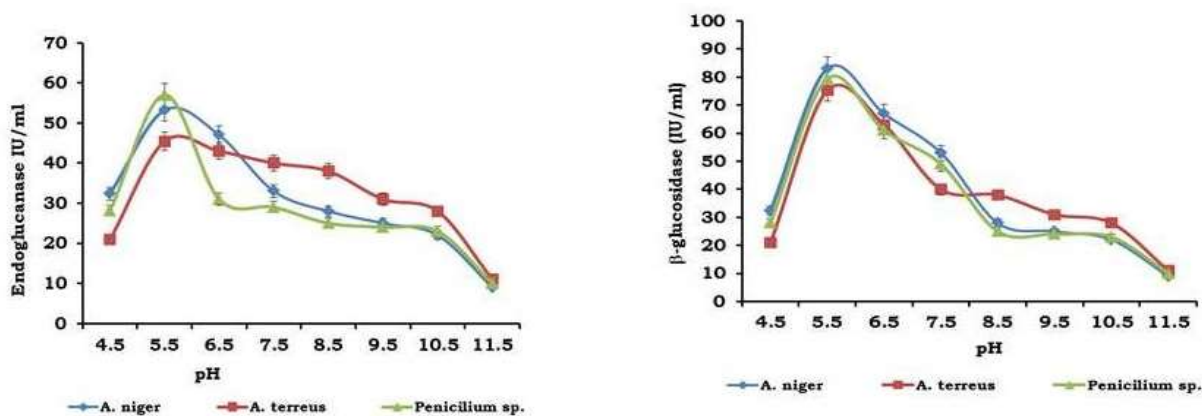 Endoglucanase IU/ml
70
60
50
40
30
20
10
0
4.5 5.5 6.5 7.5 8.5 9.5 10.5 11.5
pH
A. niger A. terreus Penicilium sp.
β-glucosidase (IU/ml)
100
90
80
70
60
50
40
30
20
10
0
4.5 5.5 6.5 7.5 8.5 9.5 10.5 11.5
pH
A. niger A. terreus Penicilium sp.